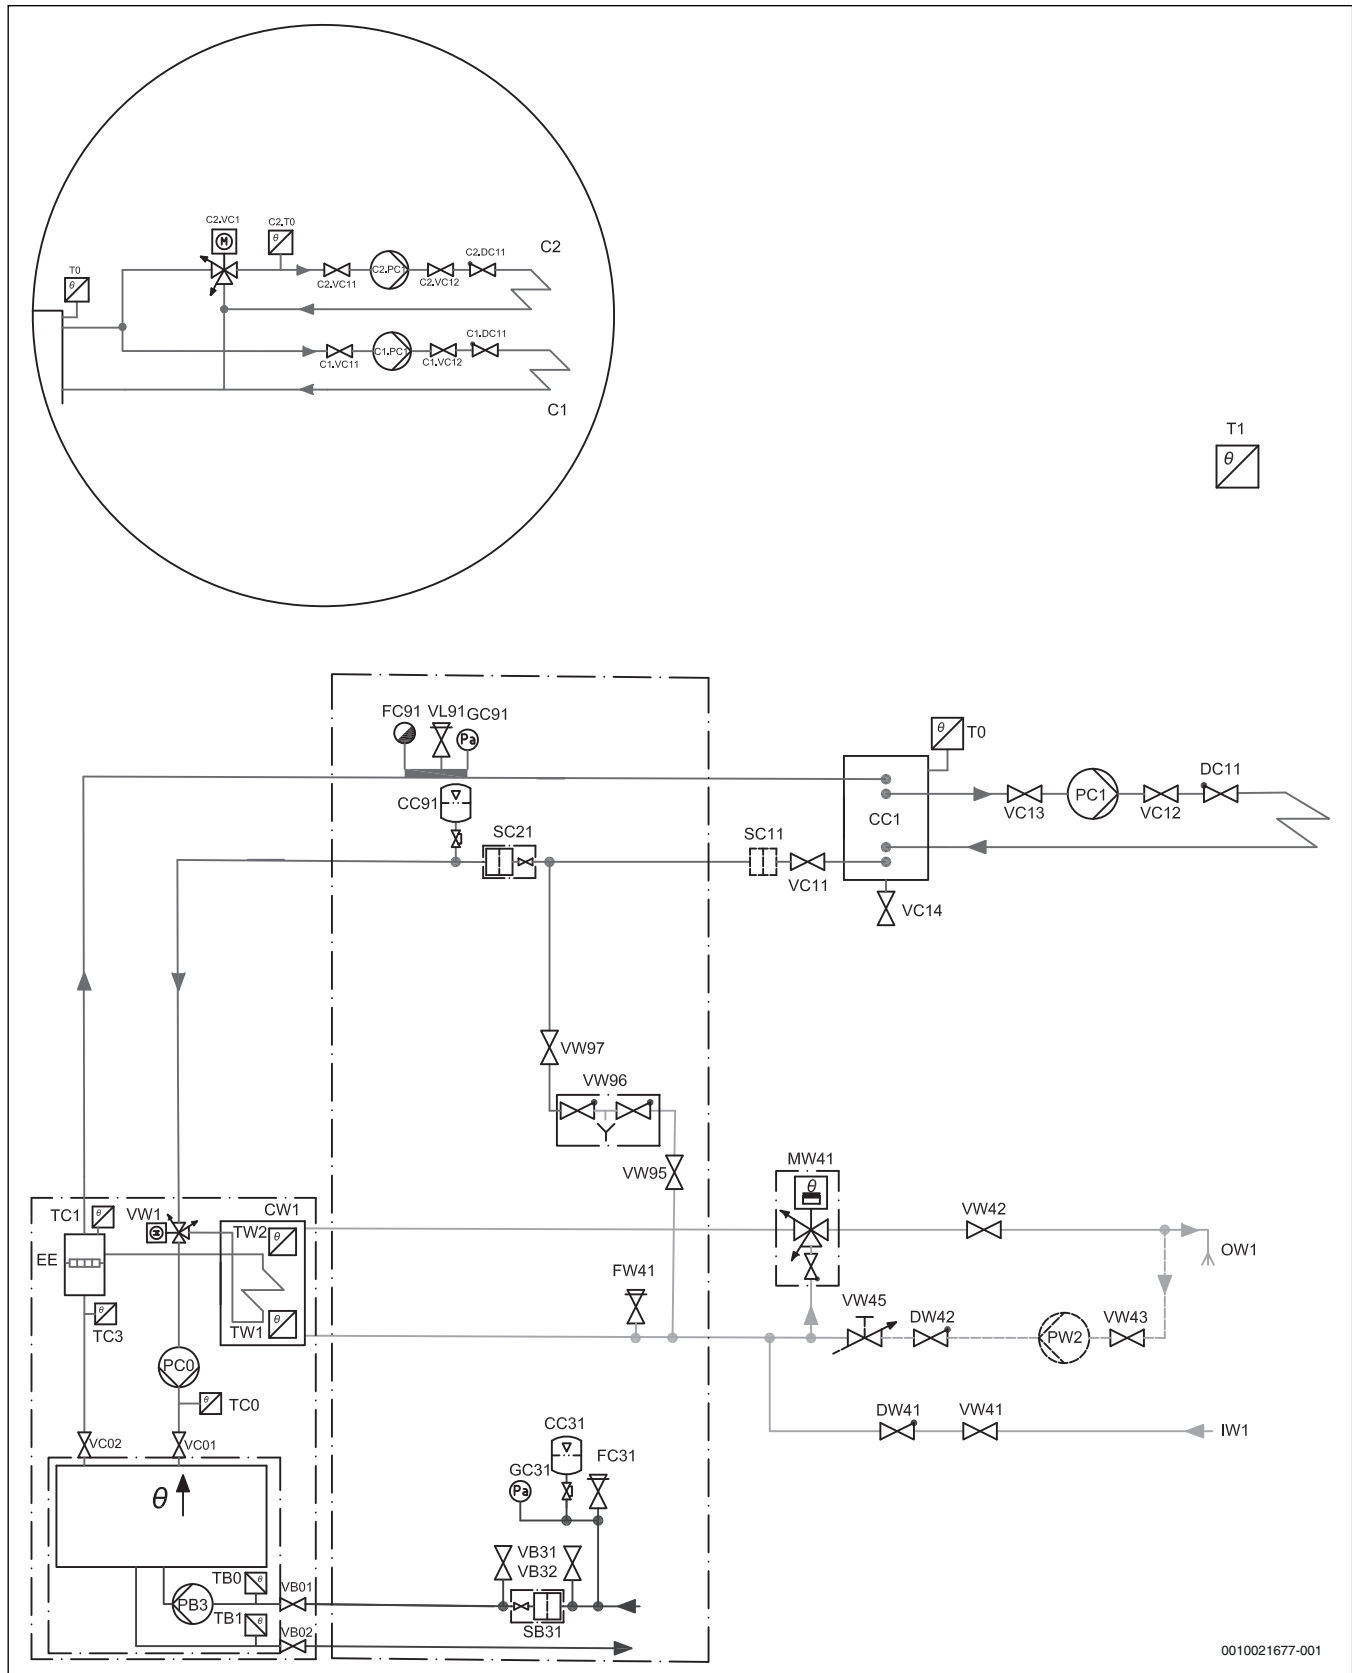 C2.VC1
C2.T0
C2
T0
θ
θ
M
C2.PC1
C2.DC11
C2.VC11
C2.VC12
C1.DC11
C1.PC1
C1.VC11
C1.VC12
C1
T1
θ
FC91
VL91
GC91
Pa
θ
T0
CC91
DC11
PC1
CC1
VC13
VC12
SC21
SC11
VC11
VC14
VW97
VW96
VW95
MW41
θ
TC1
θ
VW1
M
CW1
TW2
θ
VW42
EE
OW1
FW41
TW1
θ
θ
TC3
VW45
DW42
PW2
VW43
PC0
θ
TC0
DW41
VW41
IW1
VC02
VC01
CC31
FC31
GC31
Pa
θ
VB31
VB32
TB0
θ
VB01
PB3
TB1
θ
VB02
SB31
0010021677-001